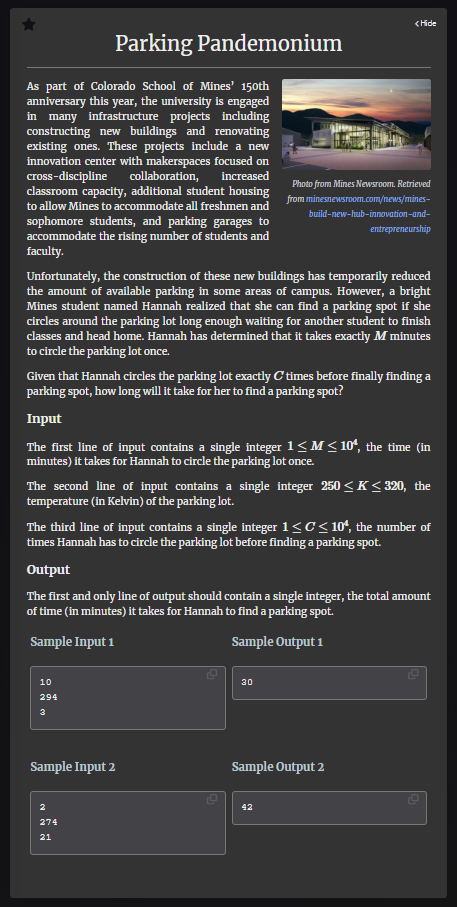 < Hide
Parking Pandemonium
As part of Colorado School of Mines' 150th
anniversary this year, the university is engaged
in many infrastructure projects including
constructing new buildings and renovating
existing ones. These projects include a new
innovation center with makerspaces focused on
cross-discipline collaboration, increased
classroom capacity, additional student housing
to allow Mines to accommodate all freshmen and
sophomore students, and parking garages to
accommodate the rising number of students and
faculty.
Photo from Mines Newsroom. Retrieved
from minesnewsroom.com/news/mines-
build-new-hub-innovation-and-
entrepreneurship
Unfortunately, the construction of these new buildings has temporarily reduced
the amount of available parking in some areas of campus. However, a bright
Mines student named Hannah realized that she can find a parking spot if she
circles around the parking lot long enough waiting for another student to finish
classes and head home. Hannah has determined that it takes exactly M minutes
to circle the parking lot once.
Given that Hannah circles the parking lot exactly C times before finally finding a
parking spot, how long will it take for her to find a parking spot?
Input
The first line of input contains a single integer 1 ≤ M ≤ 10⁴, the time (in
minutes) it takes for Hannah to circle the parking lot once.
The second line of input contains a single integer 250 ≤ K ≤ 320, the
temperature (in Kelvin) of the parking lot.
The third line of input contains a single integer 1 ≤ C ≤ 10⁴, the number of
times Hannah has to circle the parking lot before finding a parking spot.
Output
The first and only line of output should contain a single integer, the total amount
of time (in minutes) it takes for Hannah to find a parking spot.
Sample Input 1
10
294
3
Sample Output 1
30
Sample Input 2
2
274
21
Sample Output 2
42